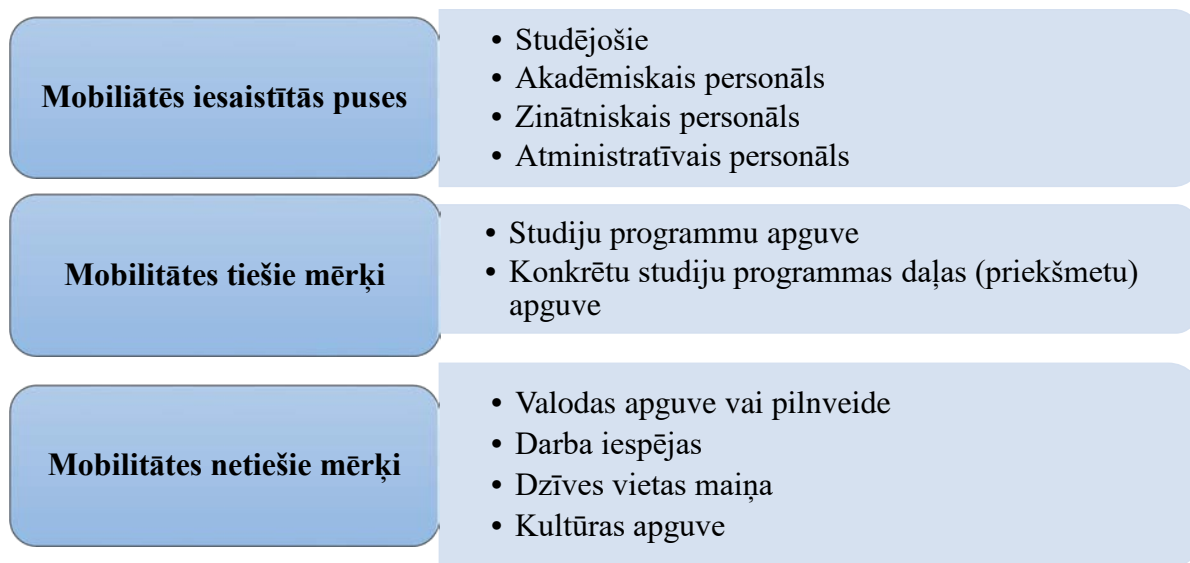 Mobiliātēs iesaistītās puses
• Studējošie
• Akadēmiskais personāls
• Zinātniskais personāls
• Atministratīvais personāls
Mobilitātes tiešie mērķi
• Studiju programmu apguve
• Konkrētu studiju programmas daļas (priekšmetu)
apguve
Mobilitātes netiešie mērķi
• Valodas apguve vai pilnveide
• Darba iespējas
• Dzīves vietas maiņa
• Kultūras apguve